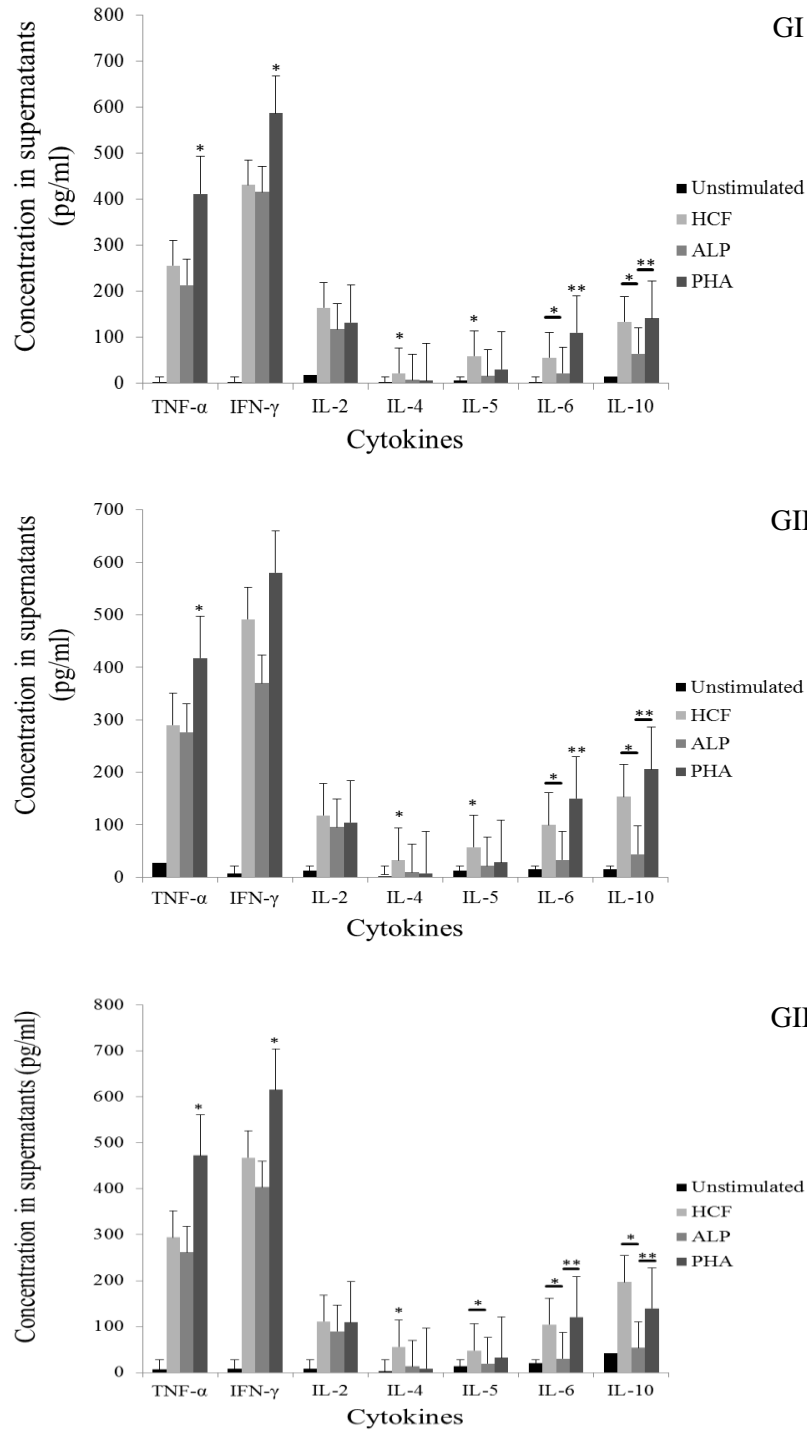 GI
Concentration in supernatants
(pg/ml)
800
700
600
500
400
300
200
100
0
* * * * * ** * **
Unstimulated
HCF
ALP
PHA
TNF-α IFN-γ IL-2 IL-4 IL-5 IL-6 IL-10
Cytokines
GII
Concentration in supernatants
(pg/ml)
700
600
500
400
300
200
100
0
* * * * ** * **
Unstimulated
HCF
ALP
PHA
TNF-α IFN-γ IL-2 IL-4 IL-5 IL-6 IL-10
Cytokines
GII
Concentration in supernatants (pg/ml)
800
700
600
500
400
300
200
100
0
* * * * * ** * **
Unstimulated
HCF
ALP
PHA
TNF-α IFN-γ IL-2 IL-4 IL-5 IL-6 IL-10
Cytokines